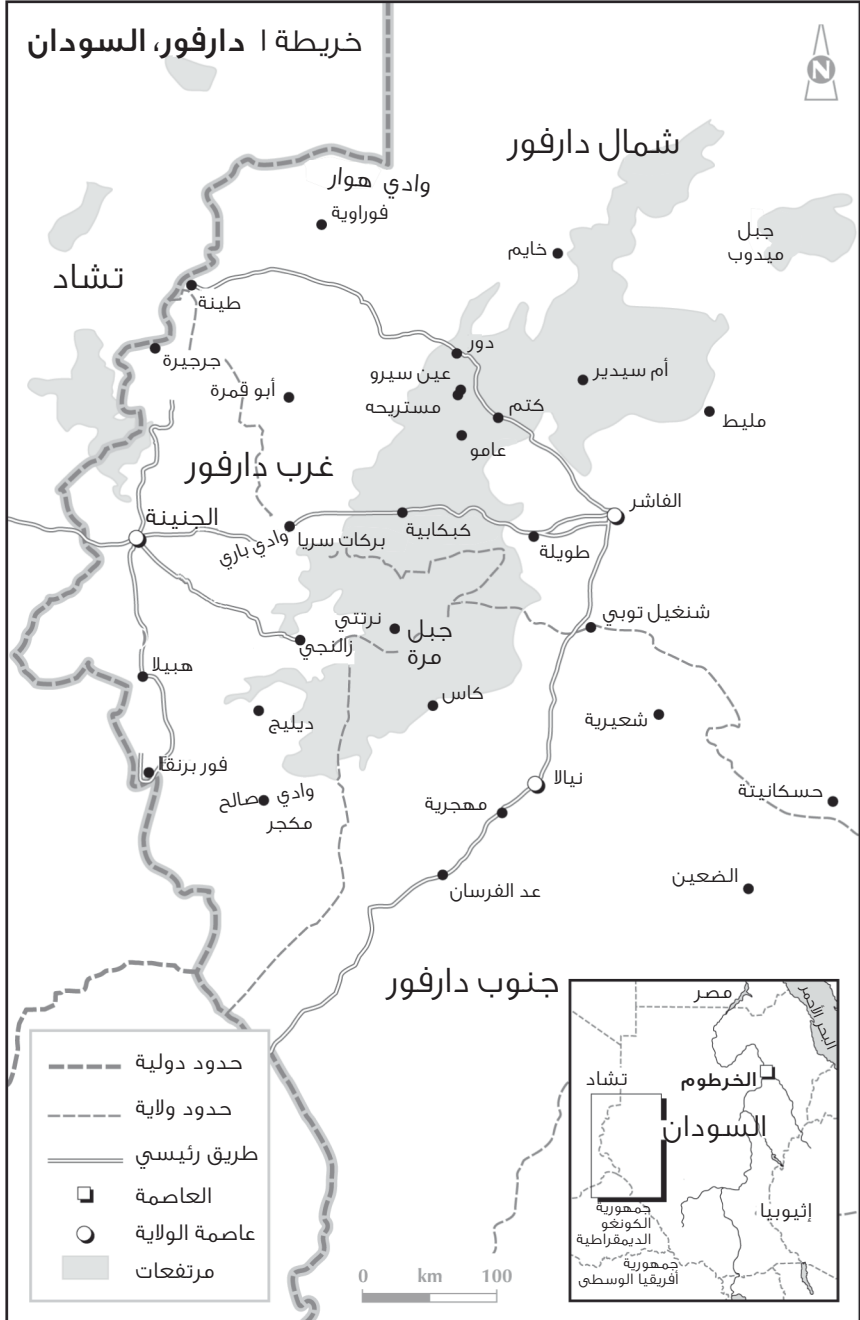 خريطة ١ دارفور، السودان
N
شمال دارفور
وادي هوار
فوراوية
جبل
ميدوب
خايم
تشاد
طينة
دور
جرجيرة
عين سيرو
أم سيدير
أبو قمرة
مستريحه
كتم
مليط
عامو
غرب دارفور
الفاشر
الجنينة
كبكابية
بركات سريا
وادي باري
طويلة
شنغيل توبي
نرتتي
جبل
مرة
زالنجي
هبيلا
كاس
ديليج
شعيرية
فور برنقا
نيالا
حسكانيتة
وادي صالح
مكجر
مهجرية
الضعين
عد الفرسان
جنوب دارفور
حدود دولية
حدود ولاية
طريق رئيسي
العاصمة
عاصمة الولاية
مرتفعات
0 km 100
مصر
البحر الأحمر
تشاد
الخرطوم
السودان
إثيوبيا
جمهورية
الكونغو
الديمقراطية
جمهورية
أفريقيا الوسطى